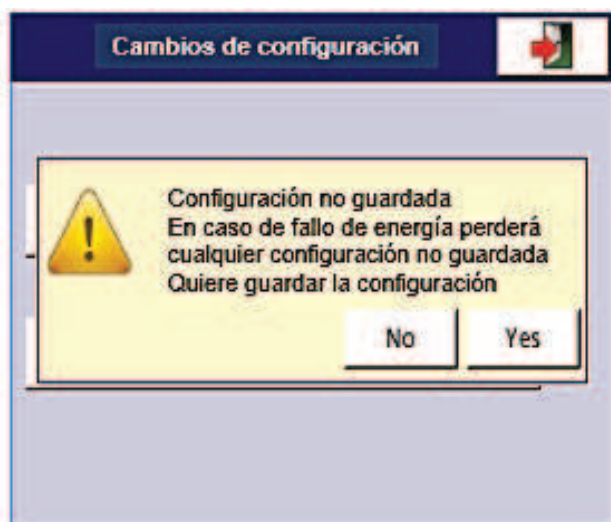 Cambios de configuración
Configuración no guardada
En caso de fallo de energía perderá
cualquier configuración no guardada
Quiere guardar la configuración
No
Yes